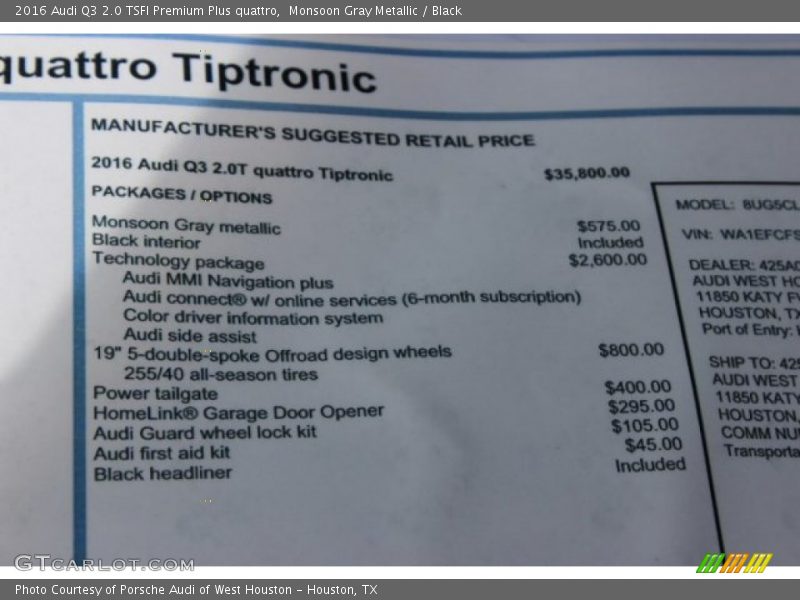 2016 Audi Q3 2.0 TSFI Premium Plus quattro,  Monsoon Gray Metallic / Black
quattro Tiptronic
MANUFACTURER'S SUGGESTED RETAIL PRICE
2016 Audi Q3 2.0T quattro Tiptronic $35,800.00
PACKAGES / OPTIONS
Monsoon Gray metallic $575.00
Black interior Included
Technology package $2,600.00
Audi MMI Navigation plus
Audi connect® w/ online services (6-month subscription)
Color driver information system
Audi side assist
19" 5-double-spoke Offroad design wheels $800.00
255/40 all-season tires
Power tailgate $400.00
HomeLink® Garage Door Opener $295.00
Audi Guard wheel lock kit $105.00
Audi first aid kit $45.00
Black headliner Included
MODEL: 8UG5CL
VIN: WA1EFCFS
DEALER: 425A
AUDI WEST HO
11850 KATY
HOUSTON, TX
Port of Entry:
SHIP TO: 425
AUDI WEST
11850 KATY
HOUSTON,
COMM NU
Transporta
GTCARLOT.COM
Photo Courtesy of Porsche Audi of West Houston - Houston, TX